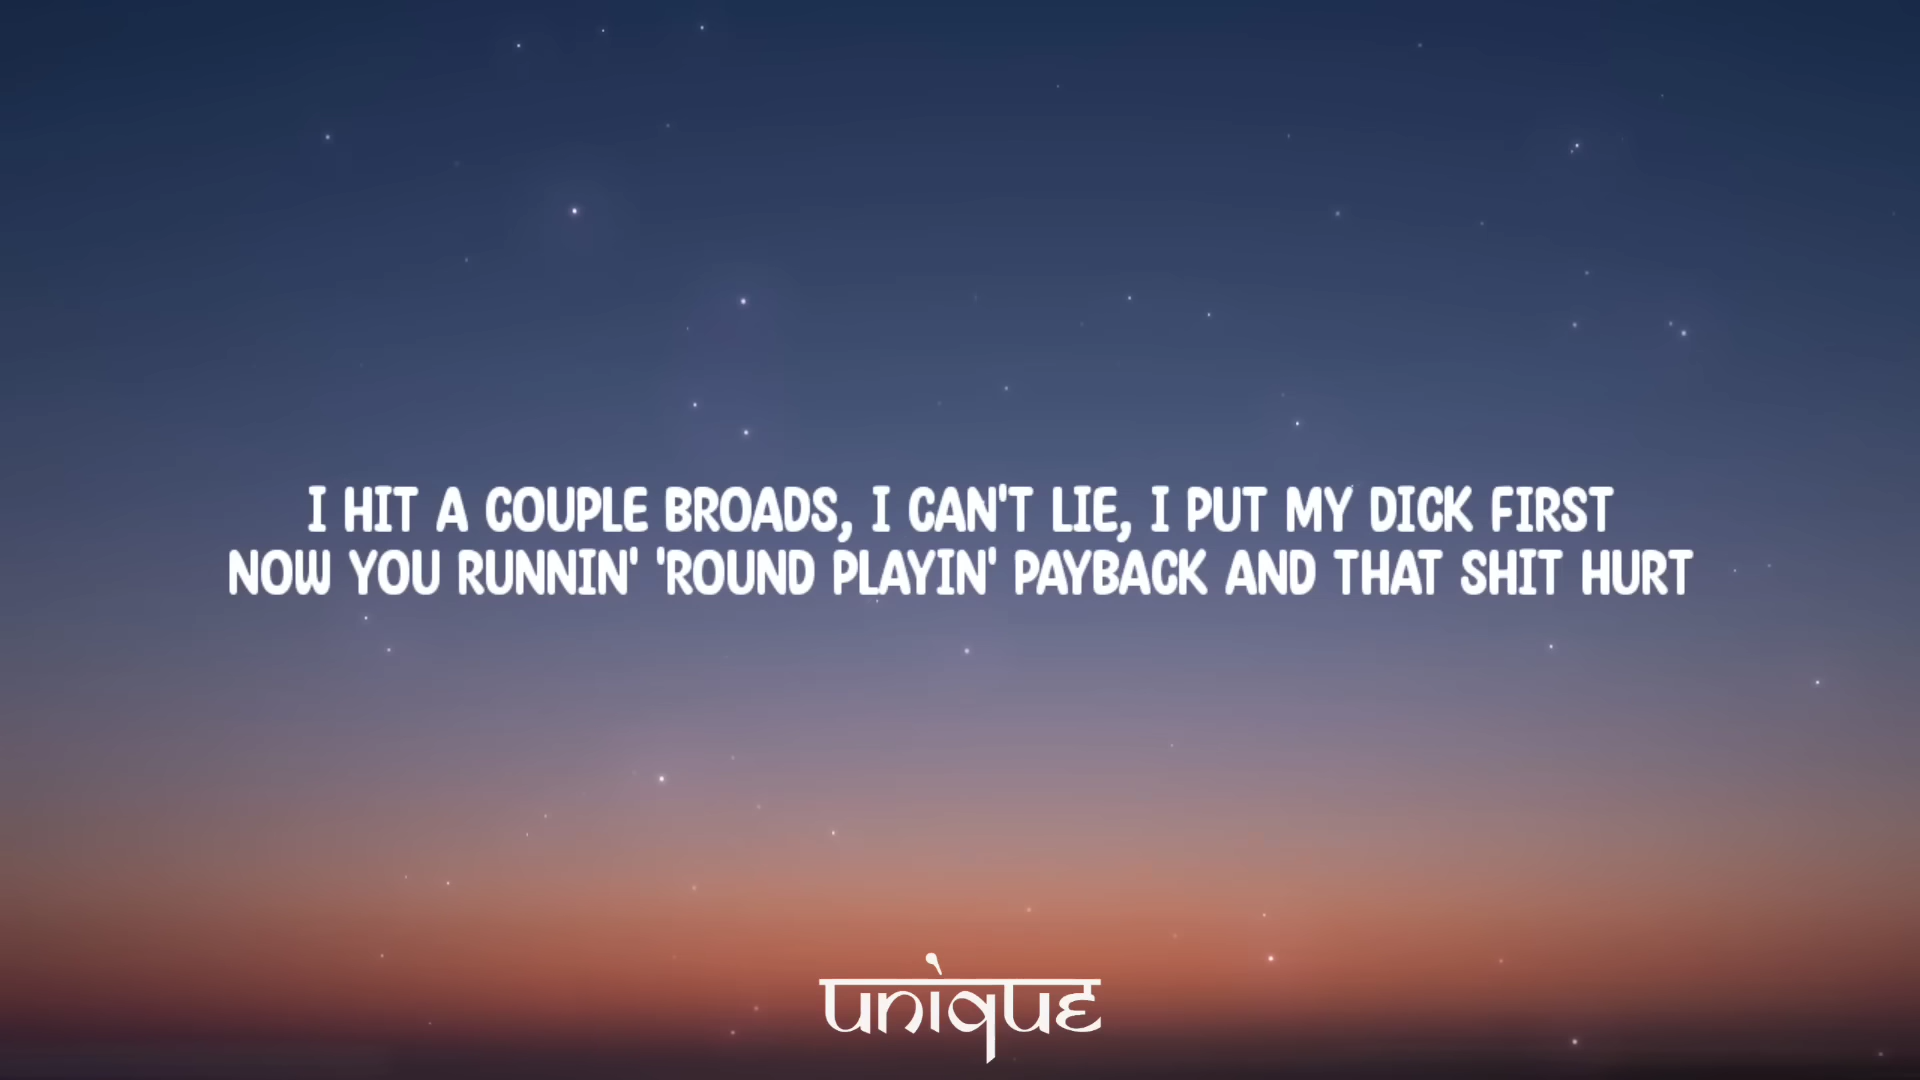 I HIT A COUPLE BROADS, I CAN'T LIE, I PUT MY DICK FIRST
NOW YOU RUNNIN' 'ROUND PLAYIN' PAYBACK AND THAT SHIT HURT
unique